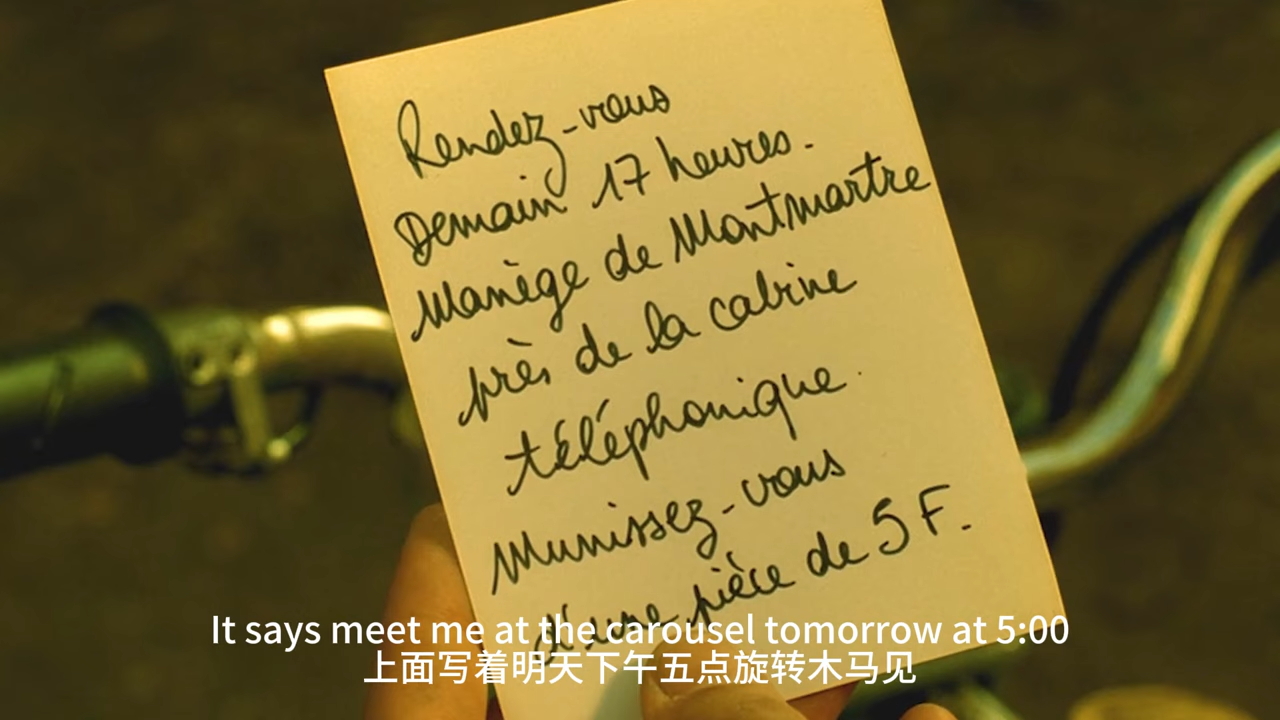 Rendez-vous
Demain 17 heures.
Manège de Montmartre
près de la cabine
téléphonique.
Munissez-vous
d'une pièce de 5 F.
It says meet me at the carousel tomorrow at 5:00
上面写着明天下午五点旋转木马见